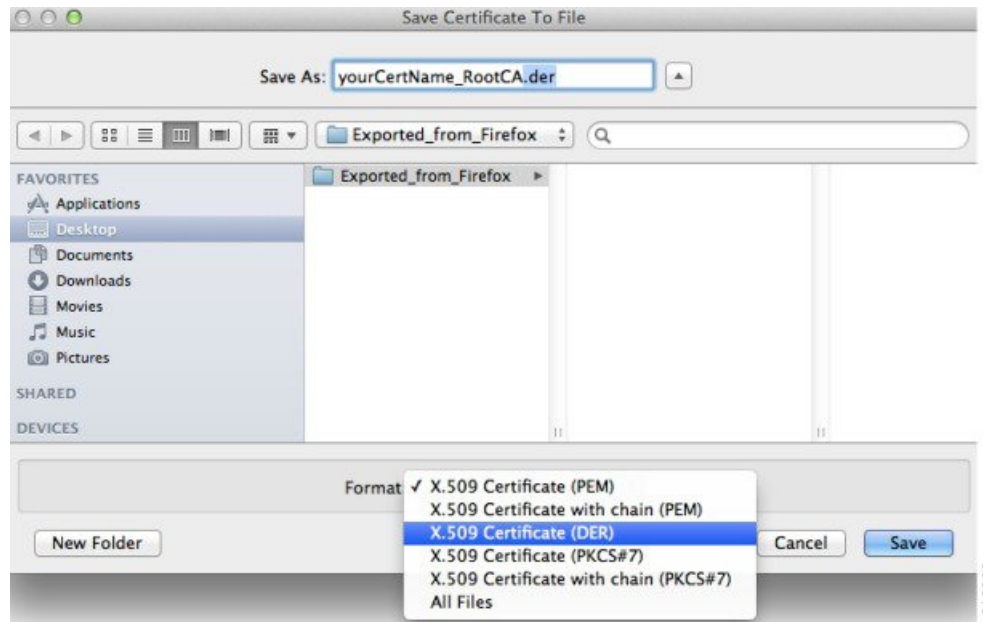 Save Certificate To File
Save As: yourCertName_RootCA.der
Exported_from_Firefox
FAVORITES
Applications
Desktop
Documents
Downloads
Movies
Music
Pictures
SHARED
DEVICES
Exported_from_Firefox
Format
✓ X.509 Certificate (PEM)
X.509 Certificate with chain (PEM)
X.509 Certificate (DER)
X.509 Certificate (PKCS#7)
X.509 Certificate with chain (PKCS#7)
All Files
New Folder
Cancel
Save